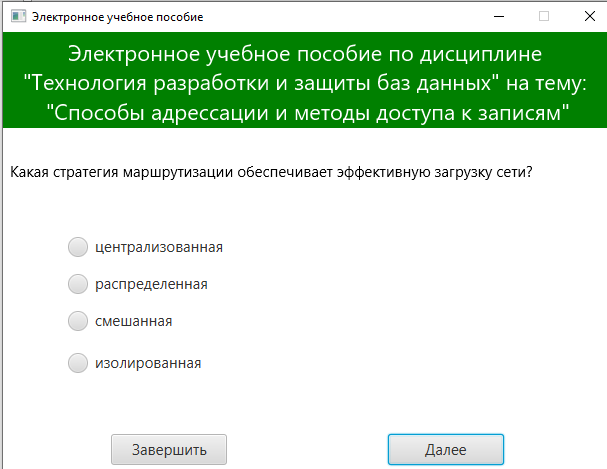 Электронное учебное пособие
Электронное учебное пособие по дисциплине
"Технология разработки и защиты баз данных" на тему:
"Способы адрессации и методы доступа к записям"
Какая стратегия маршрутизации обеспечивает эффективную загрузку сети?
централизованная
распределенная
смешанная
изолированная
Завершить
Далее